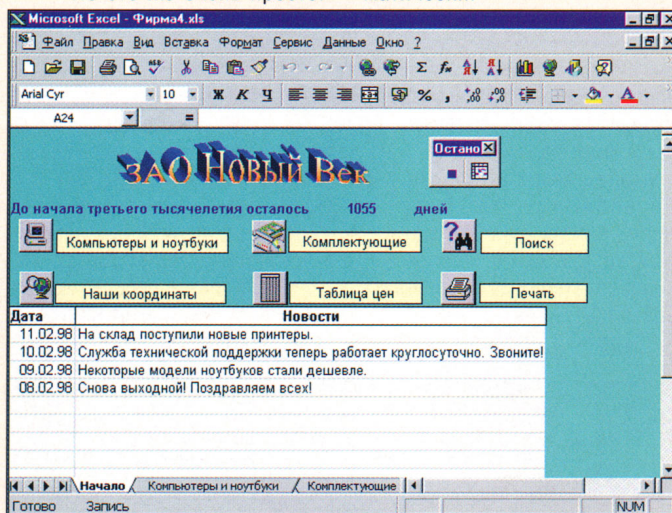 Microsoft Excel - Фирма4.xls
Файл Правка Вид Вставка Формат Сервис Данные Окно ?
Arial Cyr 10 Ж К Ч % ,
A24 =
ЗАО Новый Век
Остано
До начала третьего тысячелетия осталось 1055 дней
Компьютеры и ноутбуки Комплектующие Поиск
Наши координаты Таблица цен Печать
Дата Новости
11.02.98 На склад поступили новые принтеры.
10.02.98 Служба технической поддержки теперь работает круглосуточно. Звоните!
09.02.98 Некоторые модели ноутбуков стали дешевле.
08.02.98 Снова выходной! Поздравляем всех!
Начало Компьютеры и ноутбуки Комплектующие
Готово Запись NUM